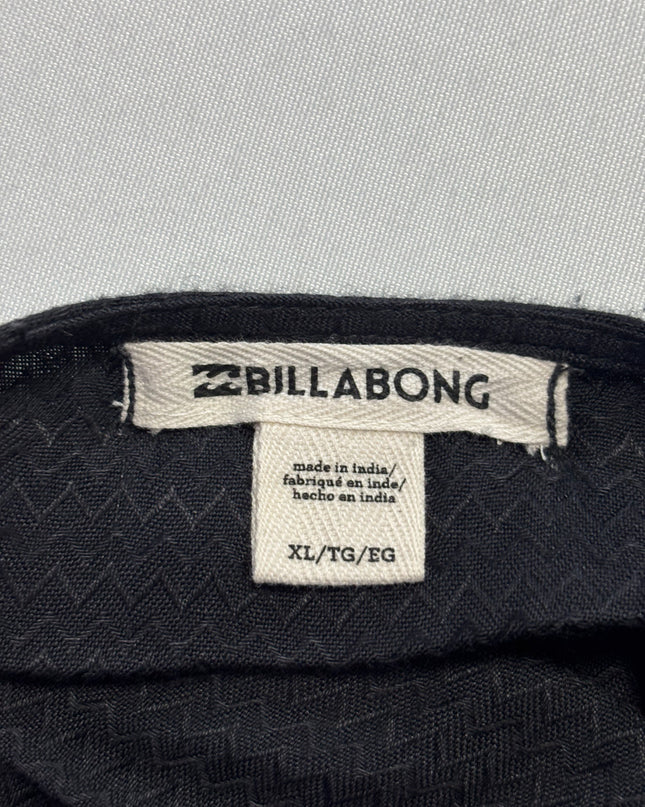 BILLABONG
made in india/
fabriqué en inde/
hecho en india
XL/TG/EG